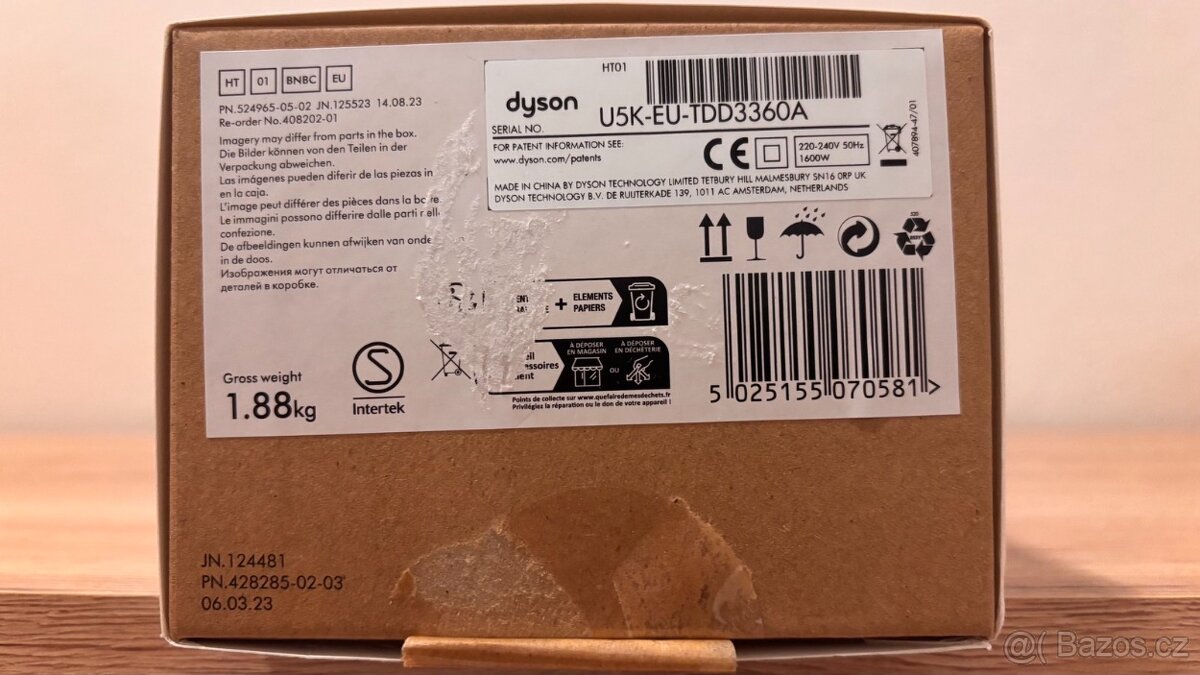 HT 01 BNBC EU
PN.524965-05-02 JN.125523 14.08.23
Re-order No.408202-01
Imagery may differ from parts in the box.
Die Bilder können von den Teilen in der
Verpackung abweichen.
Las imágenes pueden diferir de las piezas in
en la caja.
L'image peut différer des pièces dans la
Le immagini possono differire dalle parti
confezione.
De afbeeldingen kunnen afwijken van
in de doos.
Изображения могут отличаться от
деталей в коробке.
Gross weight
1.88kg
S
Intertek
HT01
dyson
SERIAL NO.
U5K-EU-TDD3360A
FOR PATENT INFORMATION SEE:
www.dyson/patents
CE
220-240V 50Hz
1600W
407894-47/01
MADE IN CHINA BY DYSON TECHNOLOGY LIMITED TETBURY HILL MALMESBURY SN16 0RP UK
DYSON TECHNOLOGY B.V. DE RUIJTERKADE 139, 1011 AC AMSTERDAM, NETHERLANDS
+ ELEMENTS
PAPIERS
À DÉPOSER
EN MAGASIN
OU
À DÉPOSER
EN DÉCHÈTERIE
Points de collecte sur www.quefairedemesdechets.fr
Privilégiez la réparation ou le don de votre appareil !
5 025155 070581 >
JN.124481
PN.428285-02-03
06.03.23
Bazos.cz